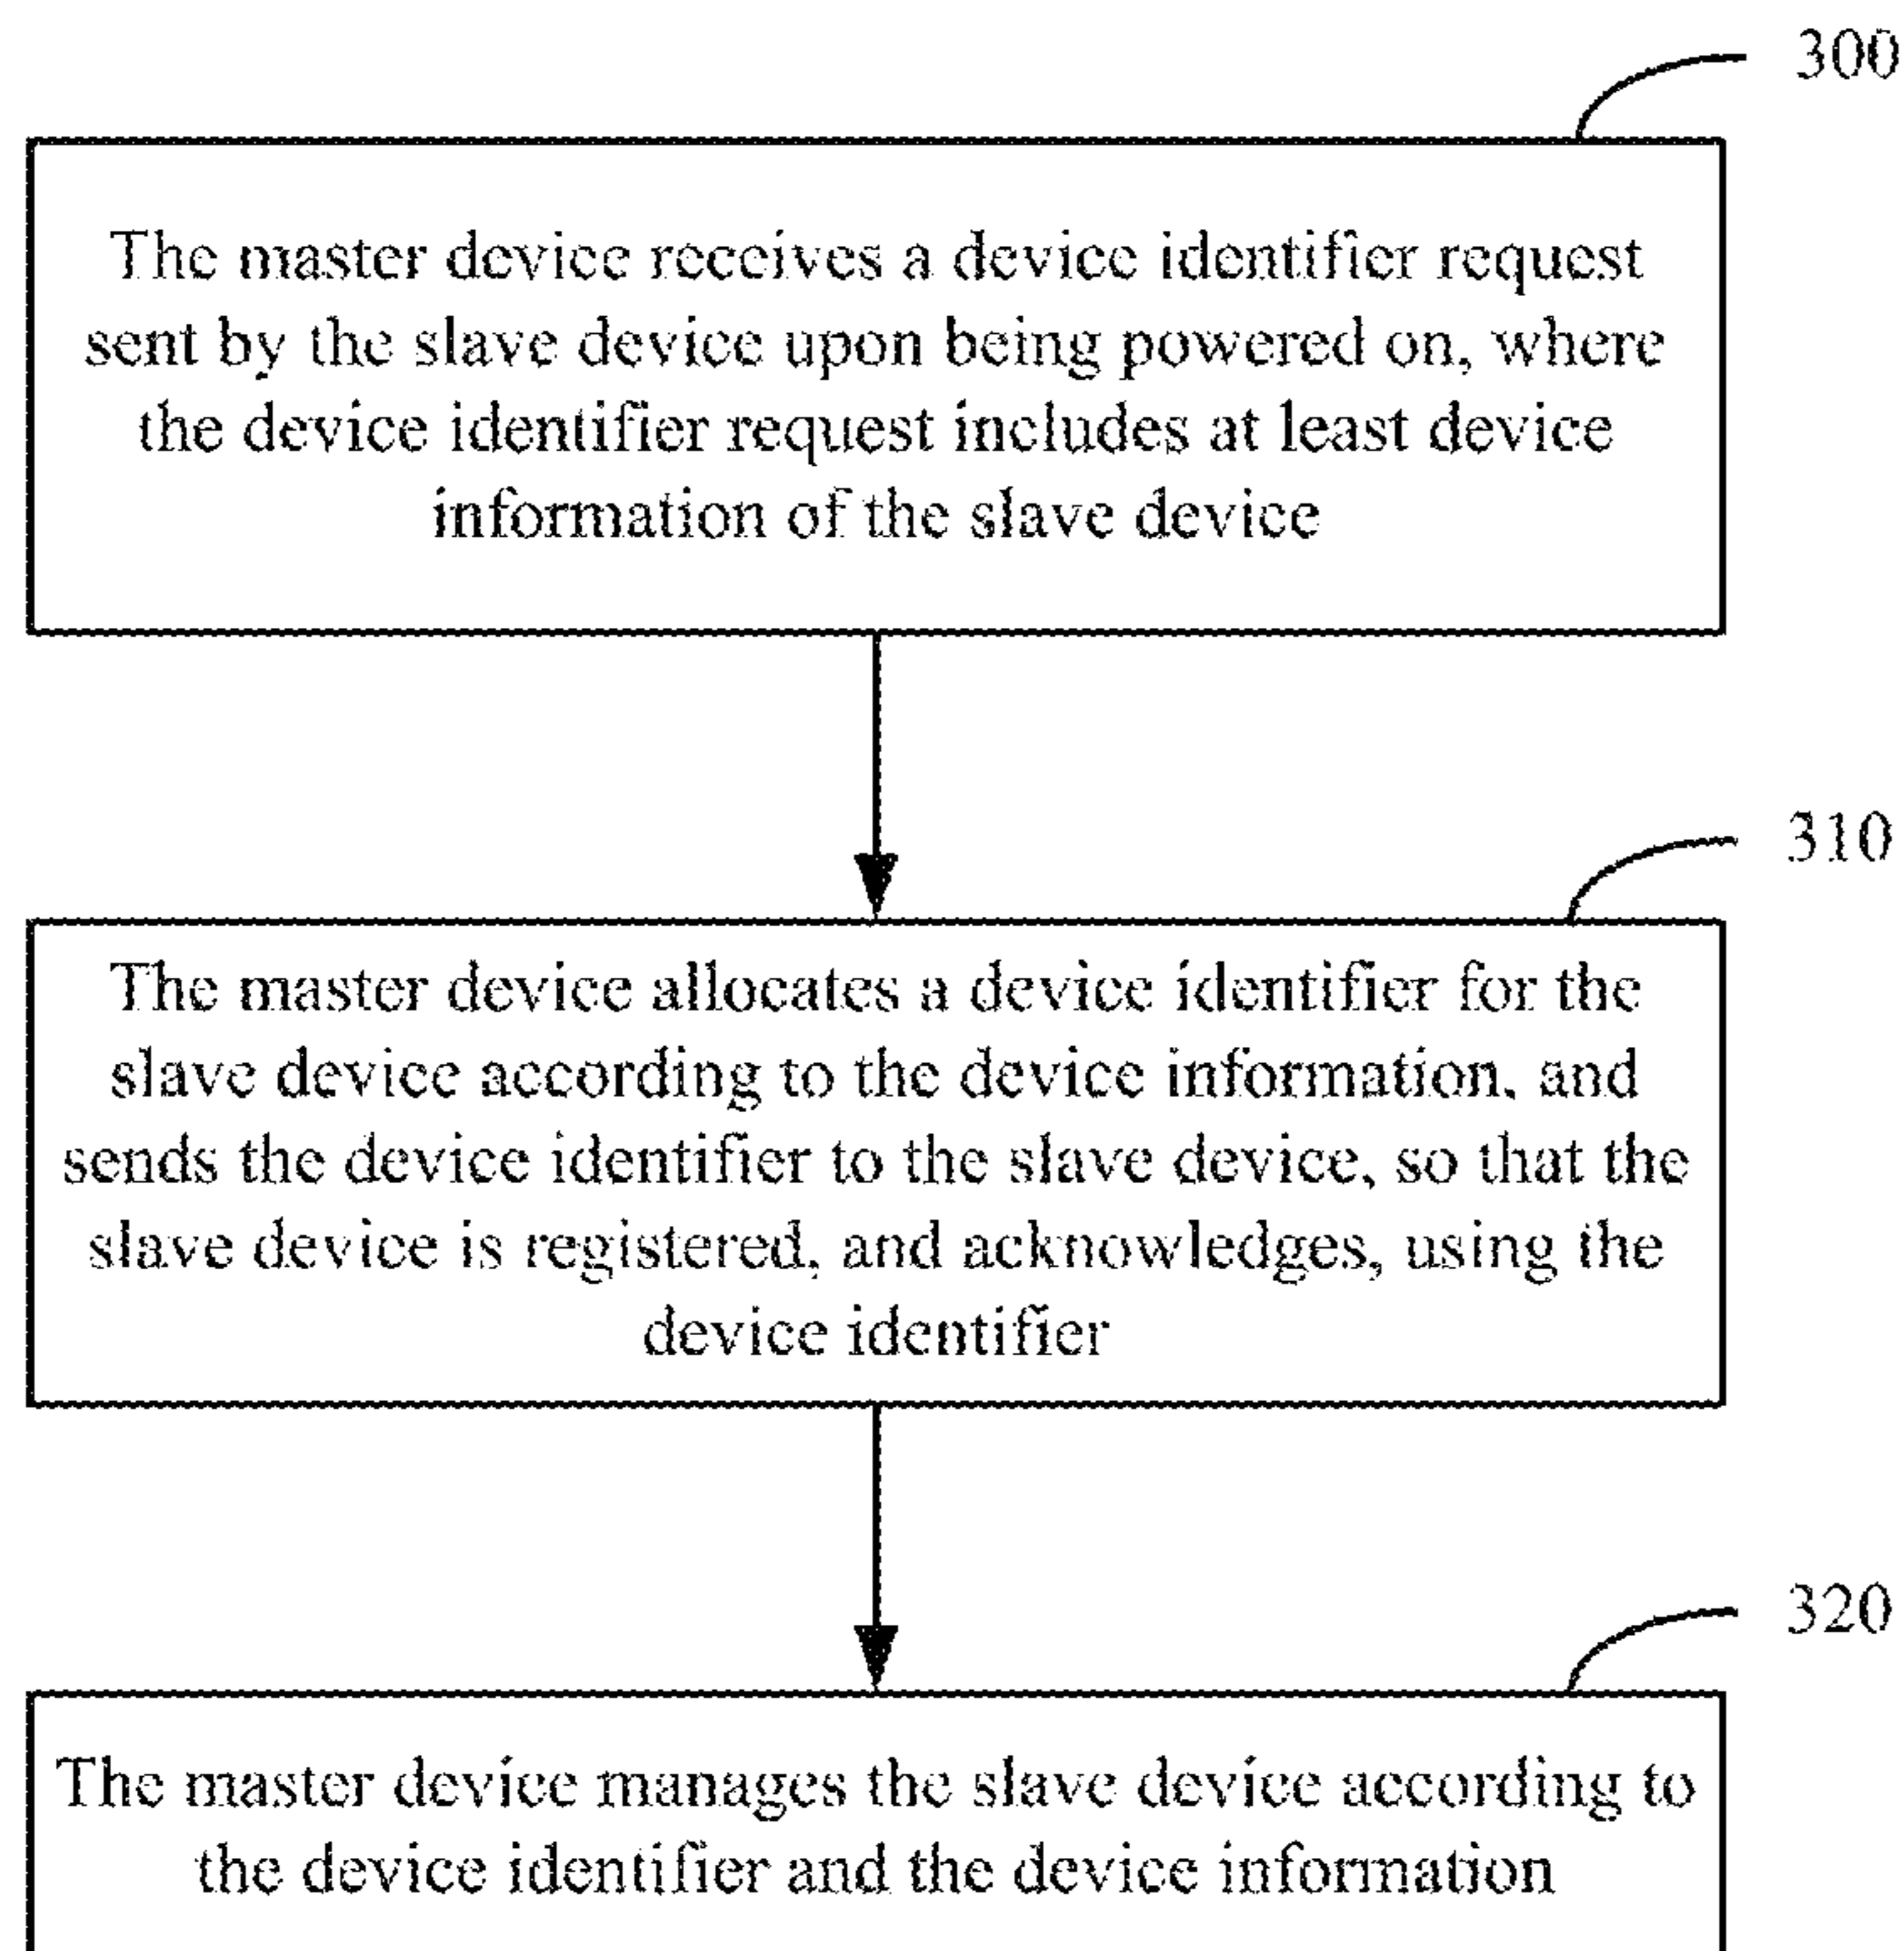 300
The master device receives a device identifier request
sent by the slave device upon being powered on, where
the device identifier request includes at least device
information of the slave device
310
The master device allocates a device identifier for the
slave device according to the device information, and
sends the device identifier to the slave device, so that the
slave device is registered, and acknowledges, using the
device identifier
320
The master device manages the slave device according to
the device identifier and the device information